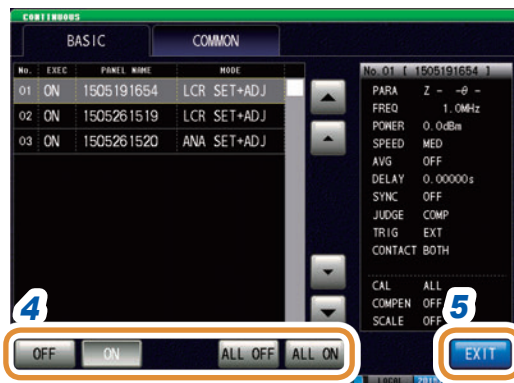 CONTINUOUS
BASIC COMMON
No. EXEC PANEL NAME MODE
01 ON 1505191654 LCR SET+ADJ
02 ON 1505261519 LCR SET+ADJ
03 ON 1505261520 ANA SET+ADJ
No.01 [ 1505191654 ]
PARA Z - -θ -
FREQ 1.0MHz
POWER 0.0dBm
SPEED MED
AVG OFF
DELAY 0.00000s
SYNC OFF
JUDGE COMP
TRIG EXT
CONTACT BOTH
CAL ALL
COMPEN OFF
SCALE OFF
4
5
OFF ON ALL OFF ALL ON EXIT
LOCAL